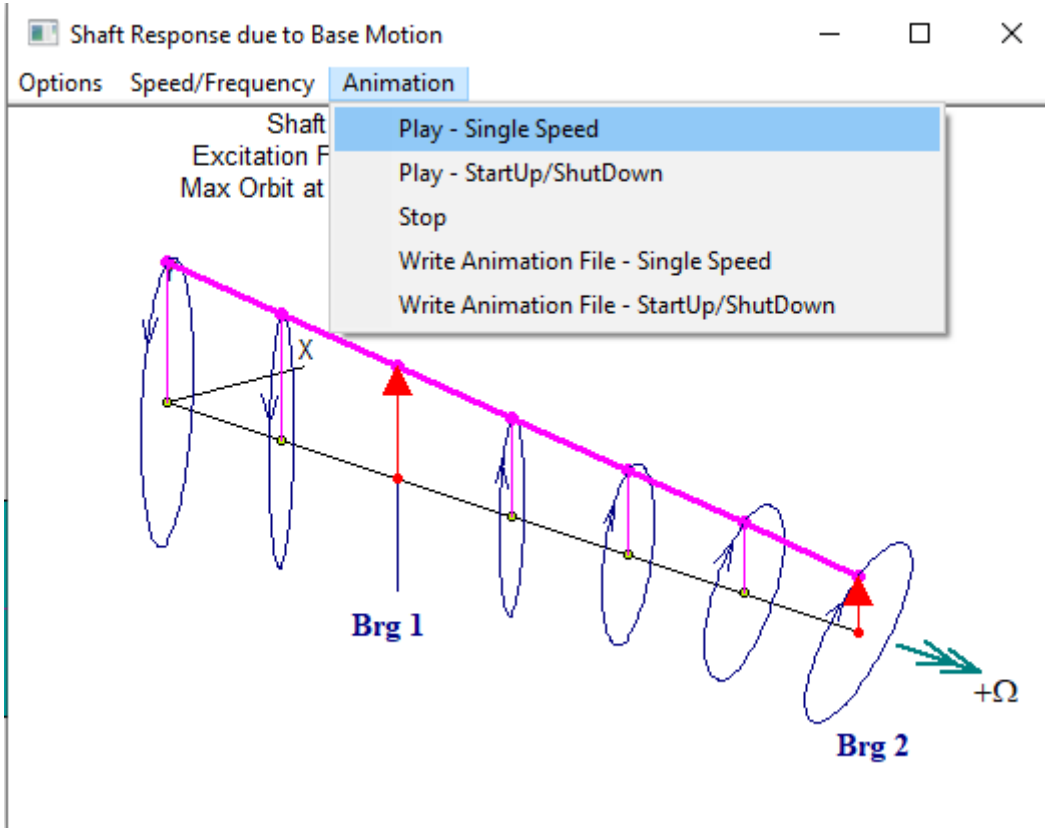 Shaft Response due to Base Motion
Options Speed/Frequency Animation
Shaft
Excitation F
Max Orbit at
Play - Single Speed
Play - StartUp/ShutDown
Stop
Write Animation File - Single Speed
Write Animation File - StartUp/ShutDown
X
Brg 1
+Ω
Brg 2